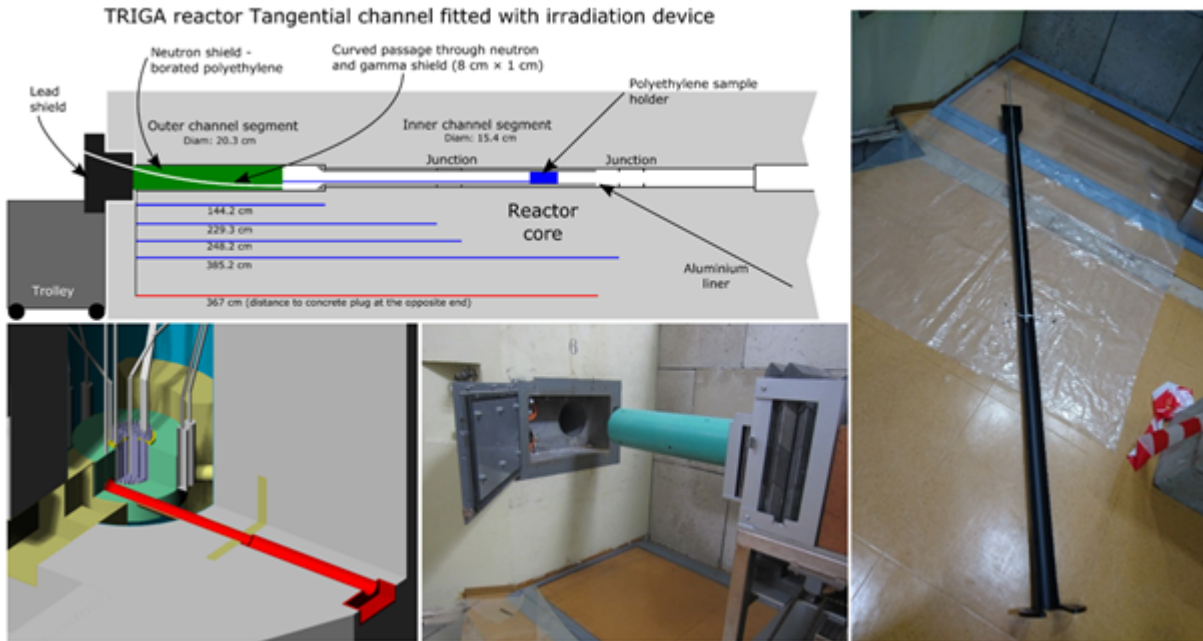 TRIGA reactor Tangential channel fitted with irradiation device
Neutron shield -
borated polyethylene
Curved passage through neutron
and gamma shield (8 cm × 1 cm)
Lead
shield
Polyethylene sample
holder
Outer channel segment
Diam: 20.3 cm
Inner channel segment
Diam: 15.4 cm
Junction
Junction
144.2 cm
229.3 cm
248.2 cm
385.2 cm
Reactor
core
Aluminium
liner
Trolley
367 cm (distance to concrete plug at the opposite end)